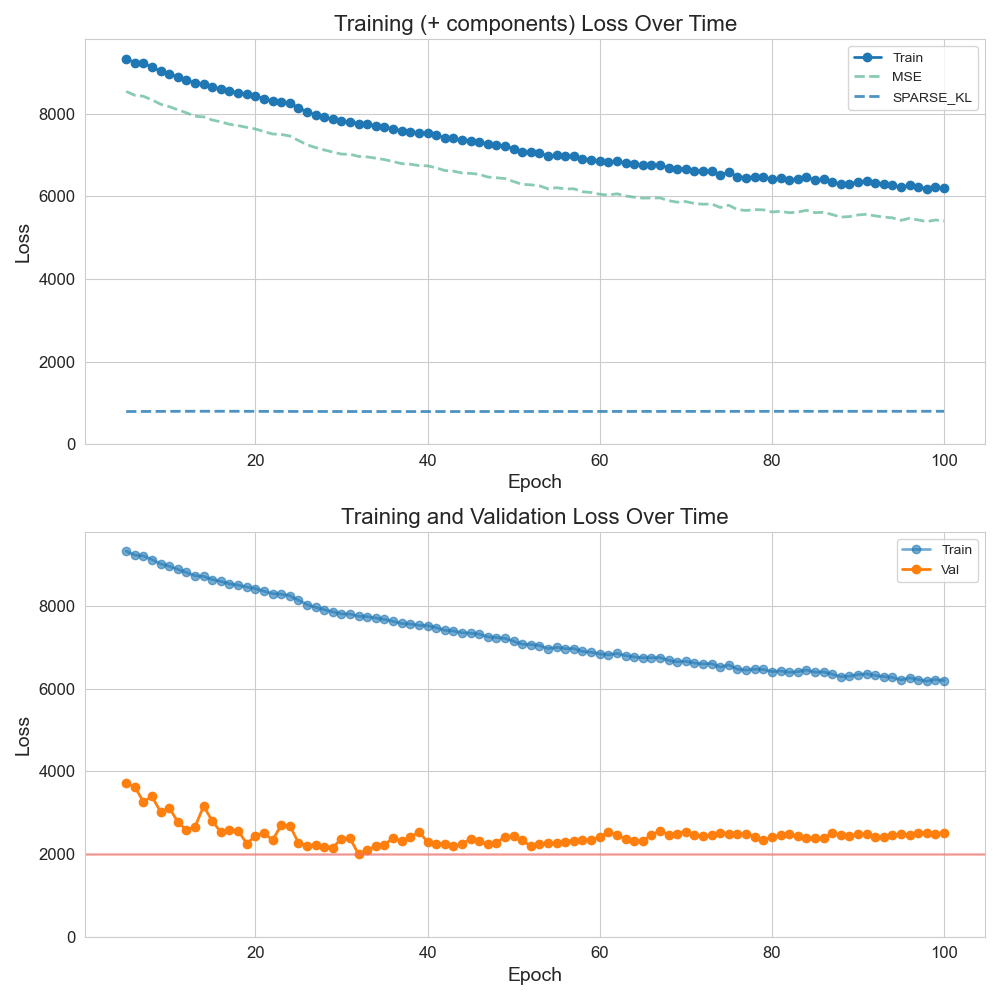 Training (+ components) Loss Over Time
Train
MSE
SPARSE_KL
8000
6000
4000
2000
0
Loss
20 40 60 80 100
Epoch
Training and Validation Loss Over Time
Train
Val
8000
6000
4000
2000
0
Loss
20 40 60 80 100
Epoch